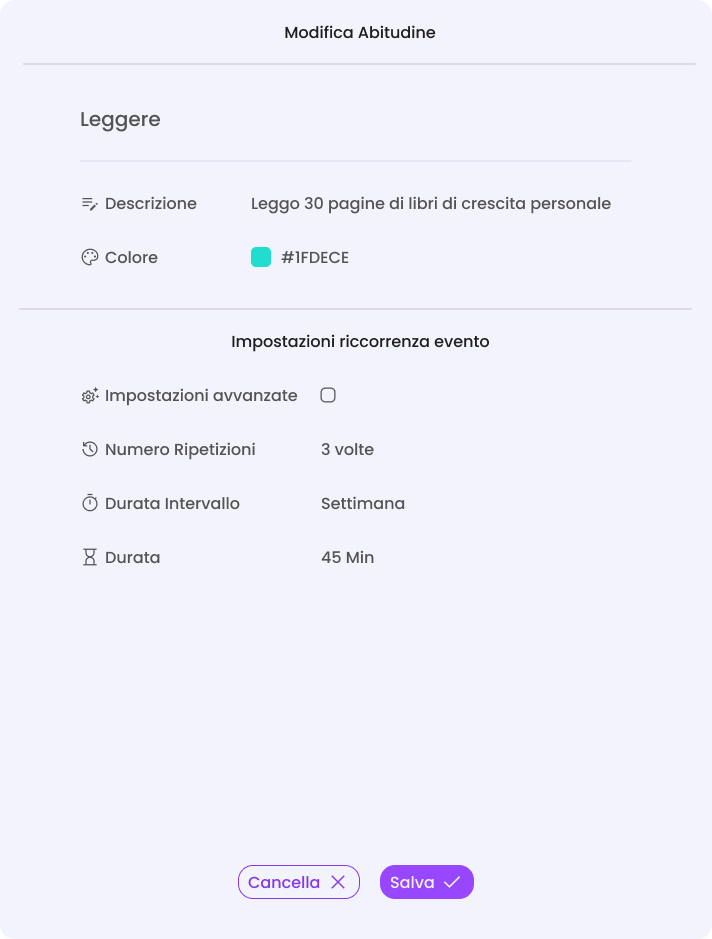 Modifica Abitudine
Leggere
Descrizione Leggo 30 pagine di libri di crescita personale
Colore #1FDECE
Impostazioni riccorrenza evento
Impostazioni avvanzate
Numero Ripetizioni 3 volte
Durata Intervallo Settimana
Durata 45 Min
Cancella Salva